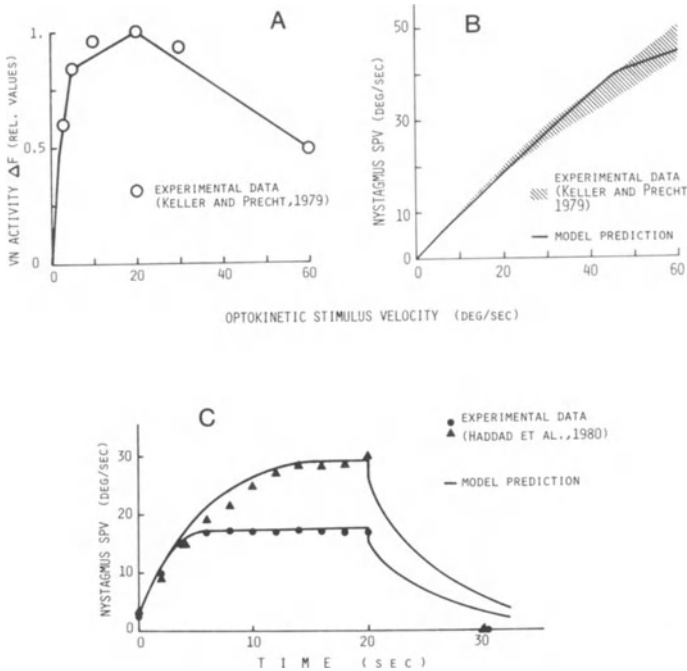 A
1.
0.5
0
VN ACTIVITY ΔF (REL. VALUES)
EXPERIMENTAL DATA
(KELLER AND PRECHT,1979)
0
20
40
60
B
50
30
10
0
NYSTAGMUS SPV (DEG/SEC)
EXPERIMENTAL DATA
(KELLER AND PRECHT
1979)
MODEL PREDICTION
0
20
40
60
OPTOKINETIC STIMULUS VELOCITY (DEG/SEC)
C
EXPERIMENTAL DATA
(HADDAD ET AL.,1980)
MODEL PREDICTION
30
20
10
0
NYSTAGMUS SPV (DEG/SEC)
0
10
20
30
TIME (SEC)